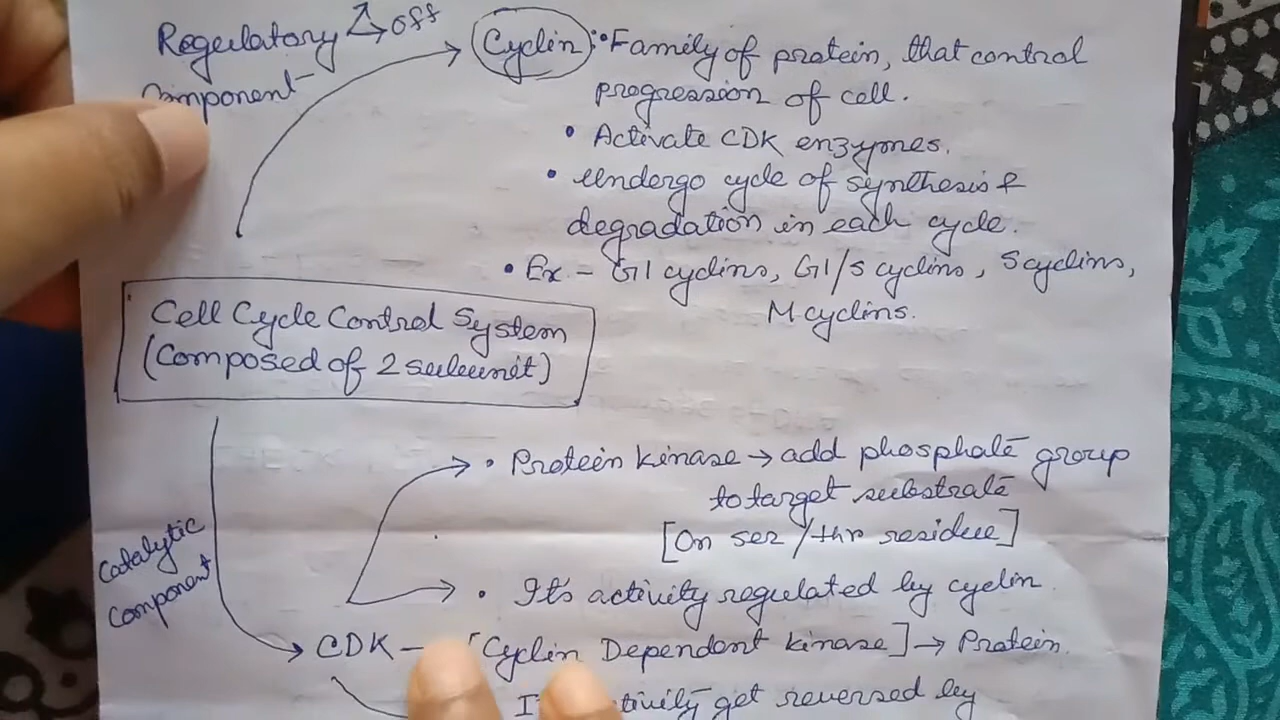 Regulatory → off
Component-
Cyclin : • Family of protein, that control
progression of cell.
• Activate CDK enzymes.
• Undergo cycle of synthesis &
degradation in each cycle.
• Ex - G1 cyclins, G1/S cyclins, S cyclins,
M cyclins.
Cell Cycle Control System
(Composed of 2 subunit)
• Protein kinase → add phosphate group
to target substrate
[On ser/thr residue]
• It's activity regulated by cyclin
Catalytic
Component
CDK - [Cyclin Dependent kinase] → Protein.
get reversed by